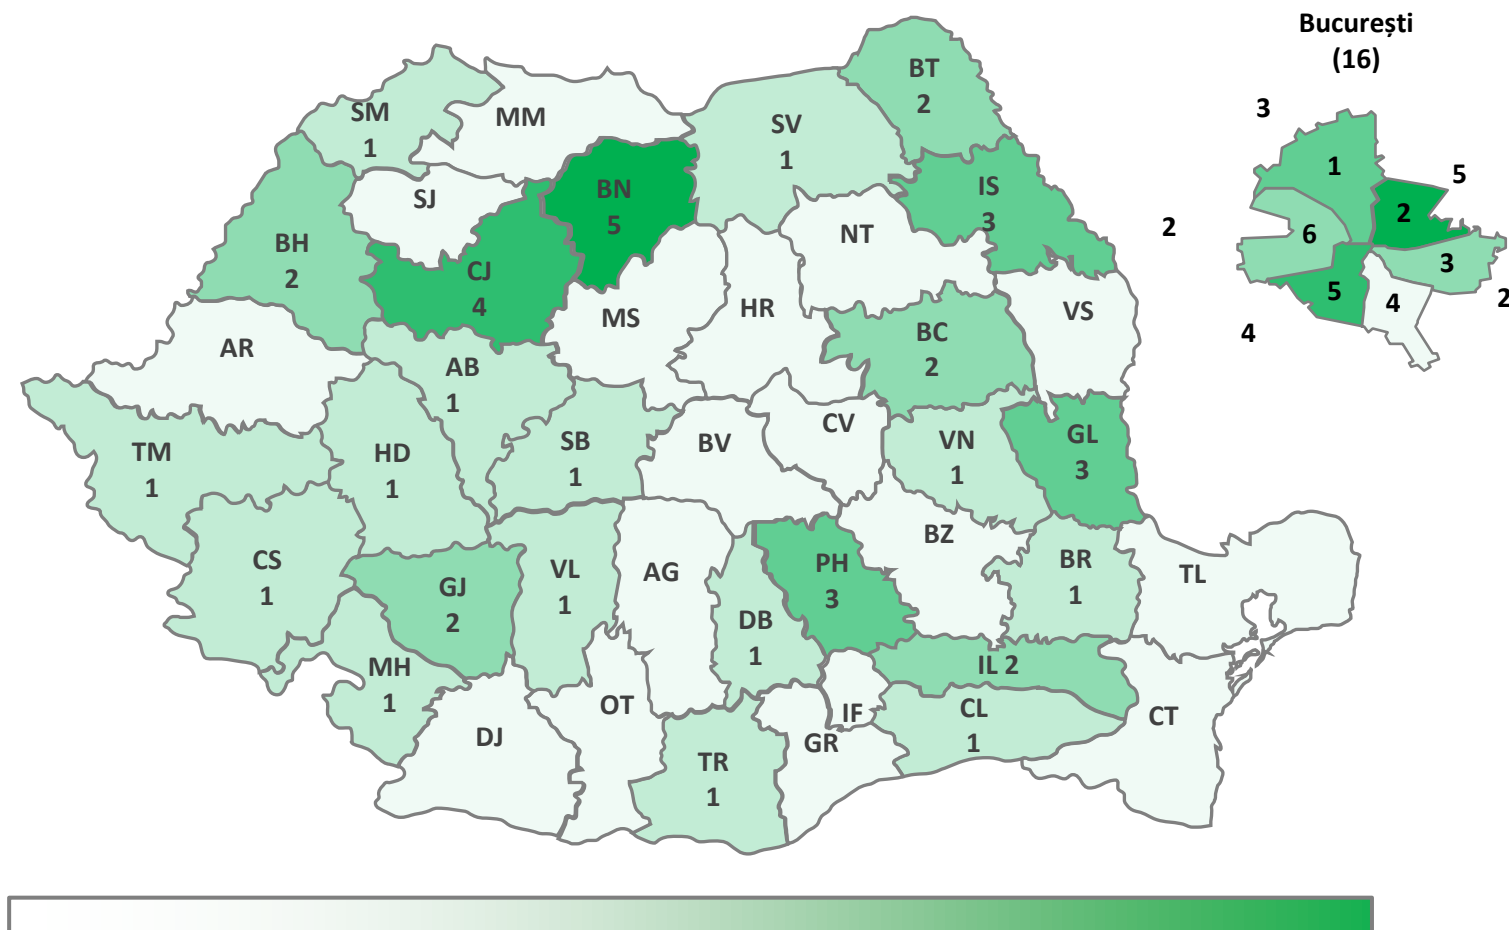 București
(16)
3
1
5
2
6
2
3
5
4
2
4
BT
2
SM
1
MM
SV
1
BN
5
IS
3
SJ
NT
BH
2
CJ
4
MS
HR
VS
AR
BC
2
AB
1
TM
1
HD
1
SB
1
BV
CV
VN
1
GL
3
CS
1
GJ
2
VL
1
AG
PH
3
BZ
BR
1
TL
DB
1
MH
1
IL 2
OT
DJ
IF
GR
CL
1
CT
TR
1